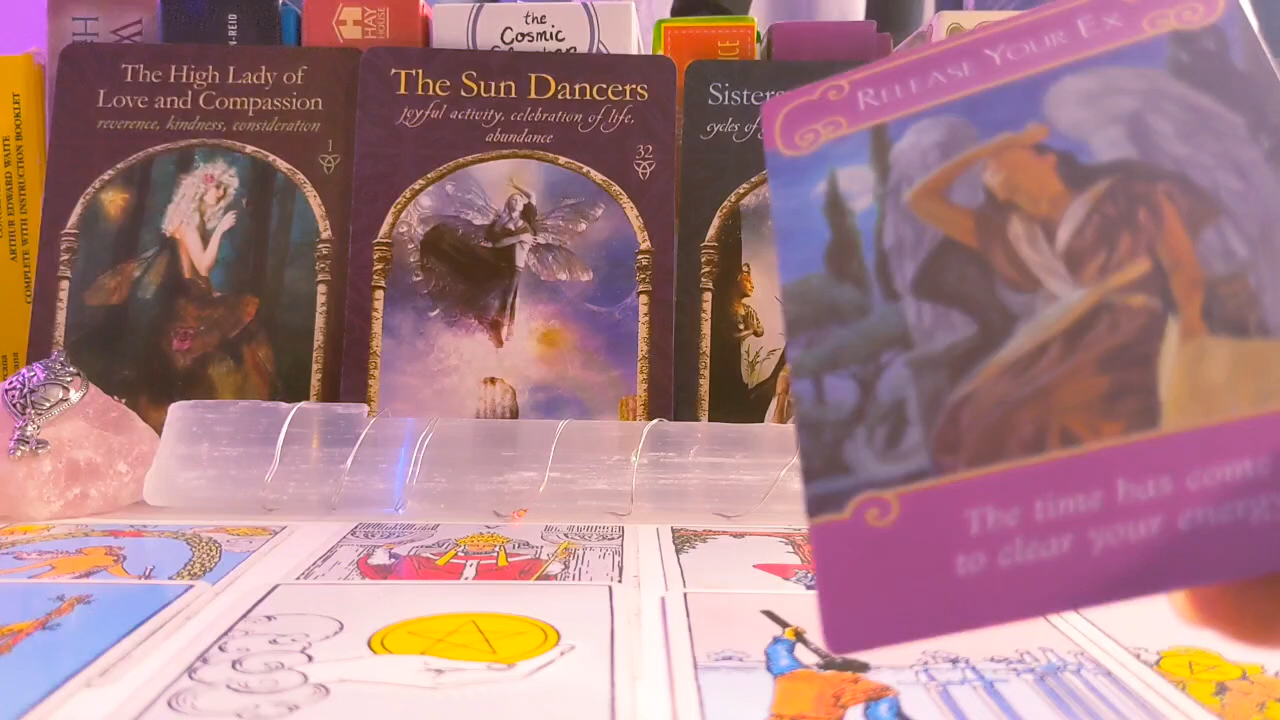 HAY
HOUSE
N-REID
the
Cosmic
ARTHUR EDWARD WAITE
COMPLETE WITH INSTRUCTION BOOKLET
The High Lady of
Love and Compassion
reverence, kindness, consideration
1
The Sun Dancers
joyful activity, celebration of life,
abundance
32
Sisters
cycles of
RELEASE YOUR EX
The time has come
to clear your energy